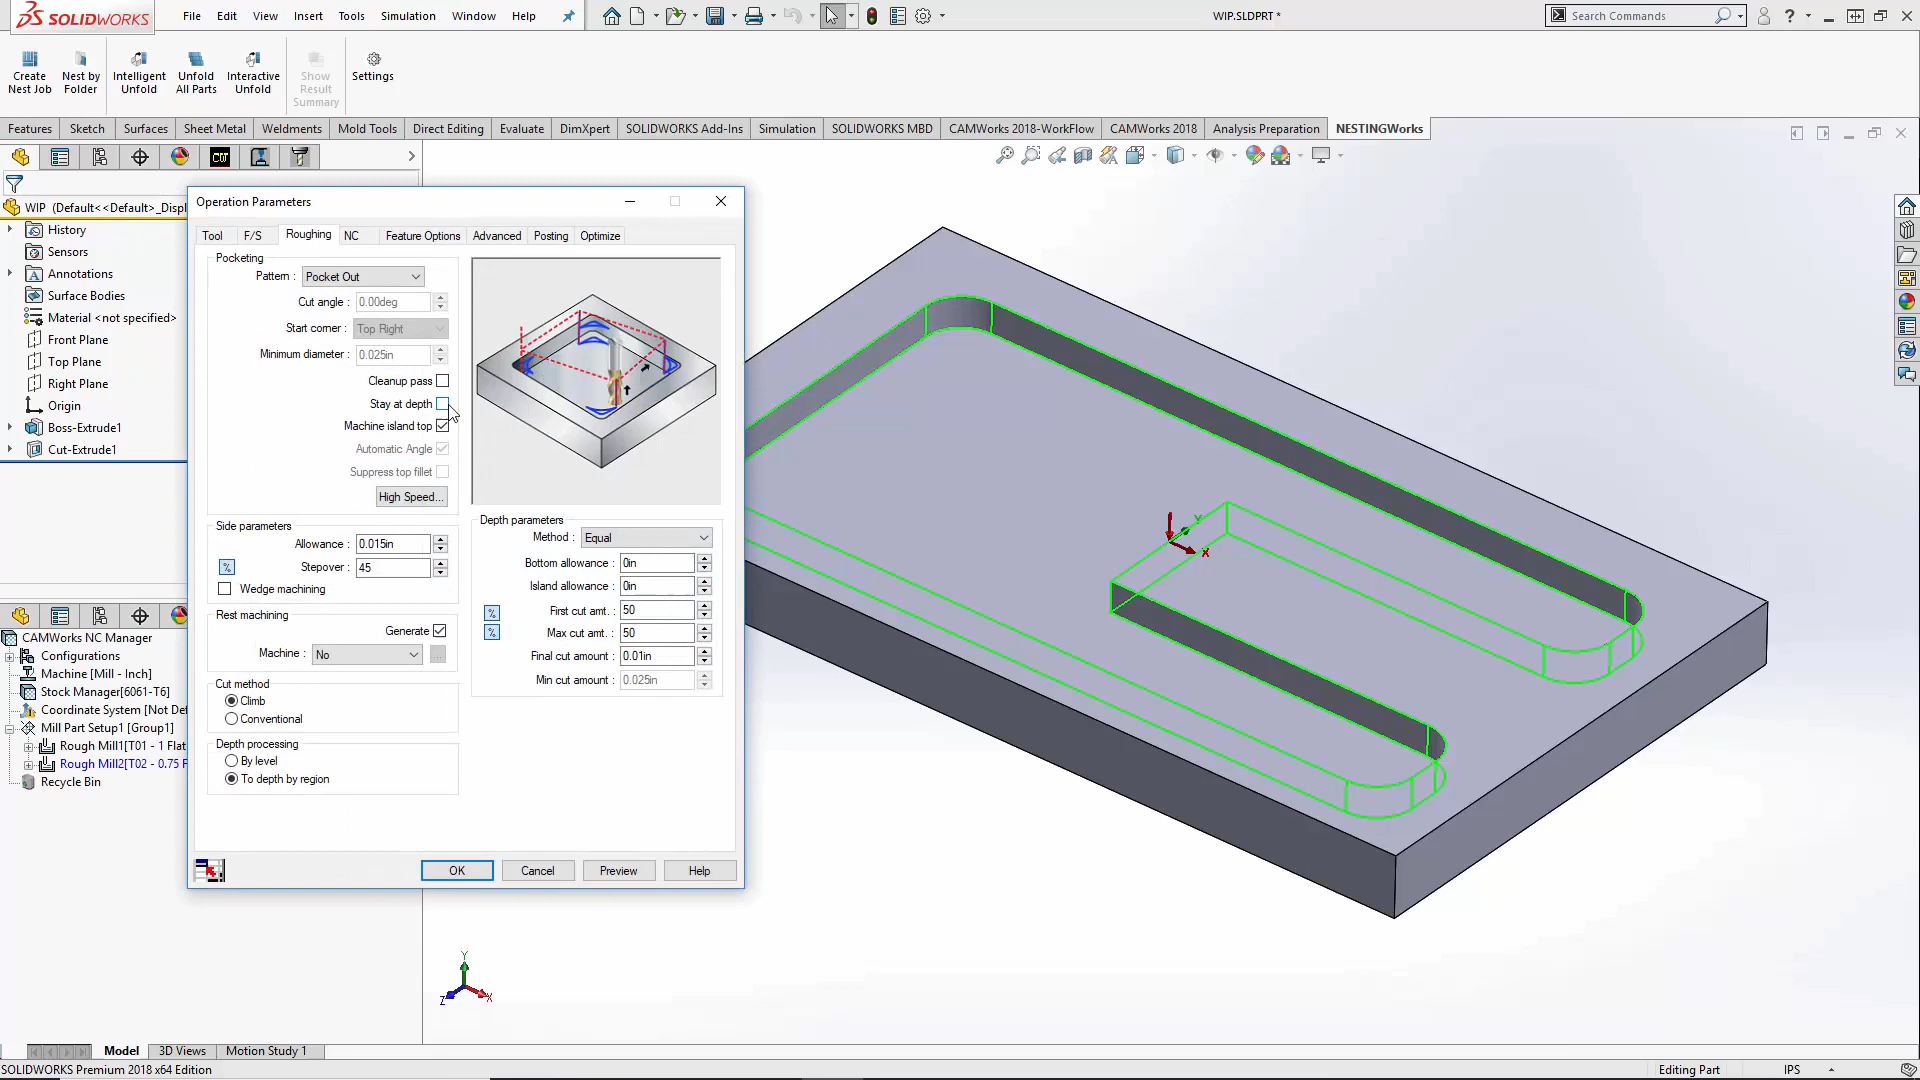 SOLIDWORKS
File Edit View Insert Tools Simulation Window Help
WIP.SLDPRT *
Search Commands
?
Create Nest Job
Nest by Folder
Intelligent Unfold
Unfold All Parts
Interactive Unfold
Show Result Summary
Settings
Features Sketch Surfaces Sheet Metal Weldments Mold Tools Direct Editing Evaluate DimXpert SOLIDWORKS Add-Ins Simulation SOLIDWORKS MBD CAMWorks 2018-WorkFlow CAMWorks 2018 Analysis Preparation NESTINGWorks
CW
WIP (Default<<Default>_Displ
History
Sensors
Annotations
Surface Bodies
Material <not specified>
Front Plane
Top Plane
Right Plane
Origin
Boss-Extrude1
Cut-Extrude1
CAMWorks NC Manager
Configurations
Machine [Mill - Inch]
Stock Manager[6061-T6]
Coordinate System [Not Def
Mill Part Setup1 [Group1]
Rough Mill1[T01 - 1 Flat
Rough Mill2[T02 - 0.75 F
Recycle Bin
Operation Parameters
Tool F/S Roughing NC Feature Options Advanced Posting Optimize
Pocketing
Pattern : Pocket Out
Cut angle : 0.00deg
Start corner : Top Right
Minimum diameter : 0.025in
Cleanup pass
Stay at depth
Machine island top
Automatic Angle
Suppress top fillet
High Speed...
Side parameters
Allowance : 0.015in
% Stepover : 45
Wedge machining
Rest machining
Generate
Machine : No
...
Cut method
Climb
Conventional
Depth processing
By level
To depth by region
Depth parameters
Method : Equal
Bottom allowance : 0in
Island allowance : 0in
% First cut amt. : 50
% Max cut amt. : 50
Final cut amount : 0.01in
Min cut amount : 0.025in
OK Cancel Preview Help
Y
X
Y
Z
X
Model 3D Views Motion Study 1
SOLIDWORKS Premium 2018 x64 Edition
Editing Part
IPS